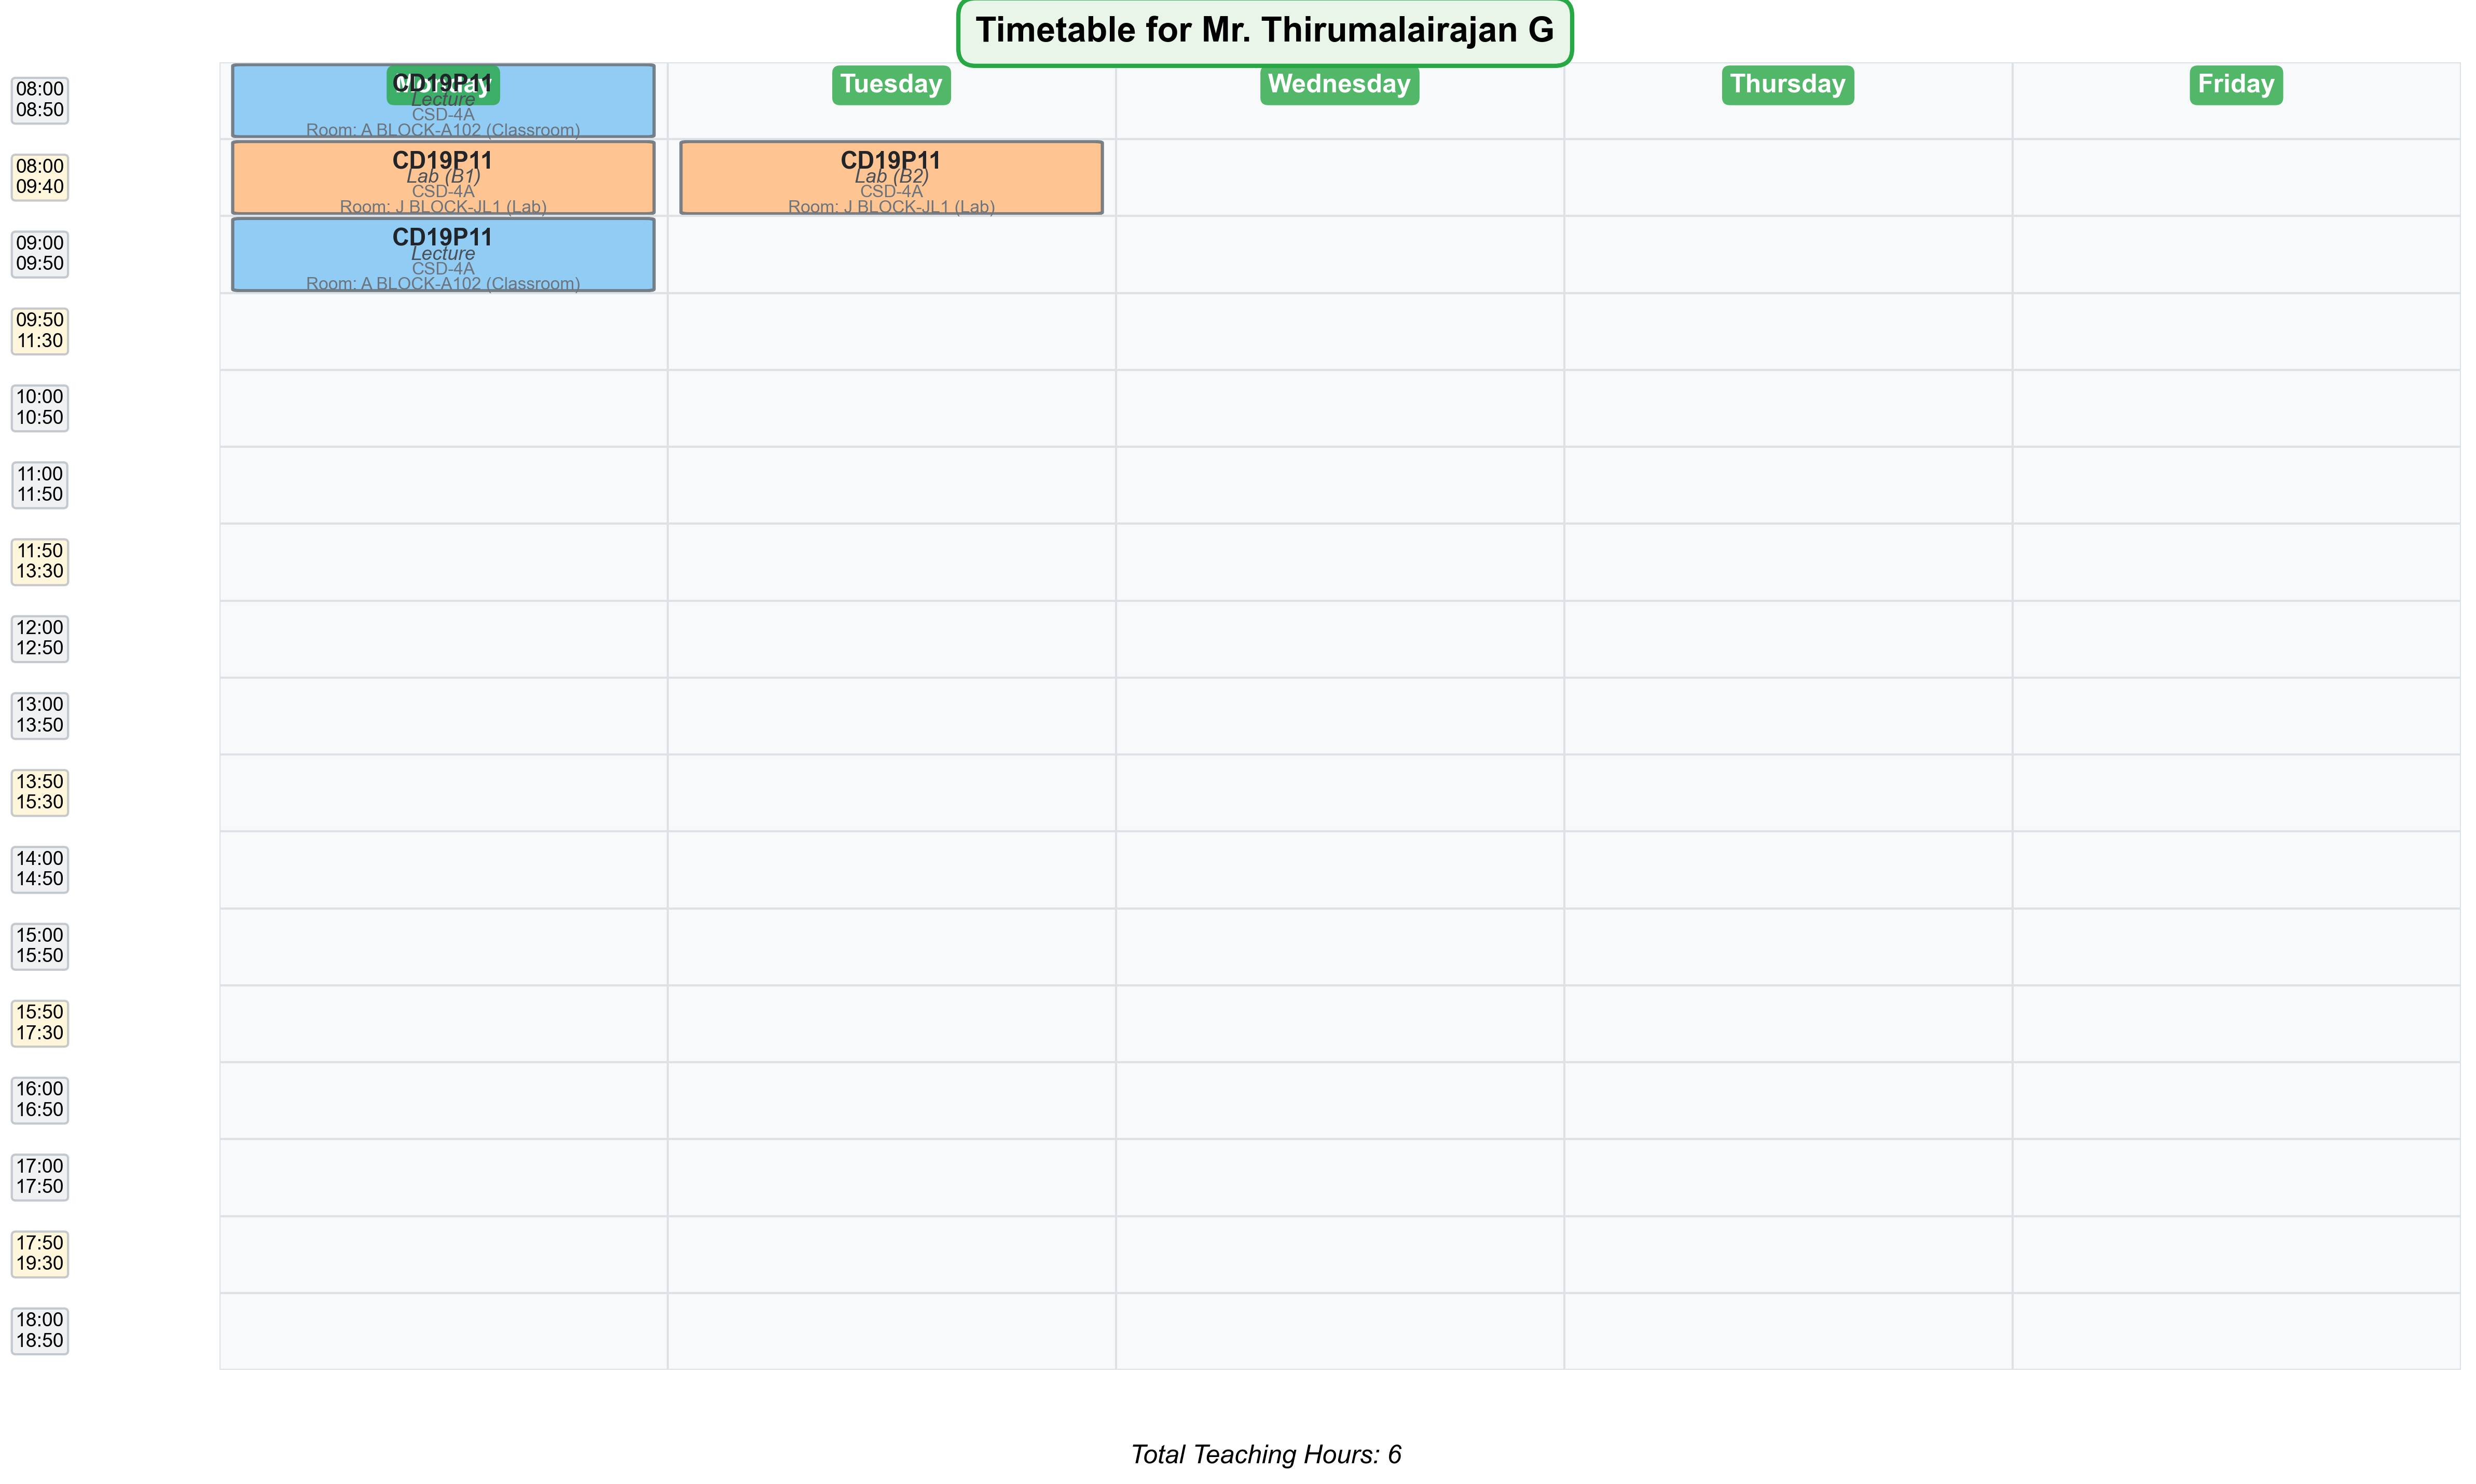 Timetable for Mr. Thirumalairajan G
Monday
Tuesday
Wednesday
Thursday
Friday
08:00
08:50
CD19P11
Lecture
CSD-4A
Room: A BLOCK-A102 (Classroom)
08:00
09:40
CD19P11
Lab (B1)
CSD-4A
Room: J BLOCK-JL1 (Lab)
CD19P11
Lab (B2)
CSD-4A
Room: J BLOCK-JL1 (Lab)
09:00
09:50
CD19P11
Lecture
CSD-4A
Room: A BLOCK-A102 (Classroom)
09:50
11:30
10:00
10:50
11:00
11:50
11:50
13:30
12:00
12:50
13:00
13:50
13:50
15:30
14:00
14:50
15:00
15:50
15:50
17:30
16:00
16:50
17:00
17:50
17:50
19:30
18:00
18:50
Total Teaching Hours: 6